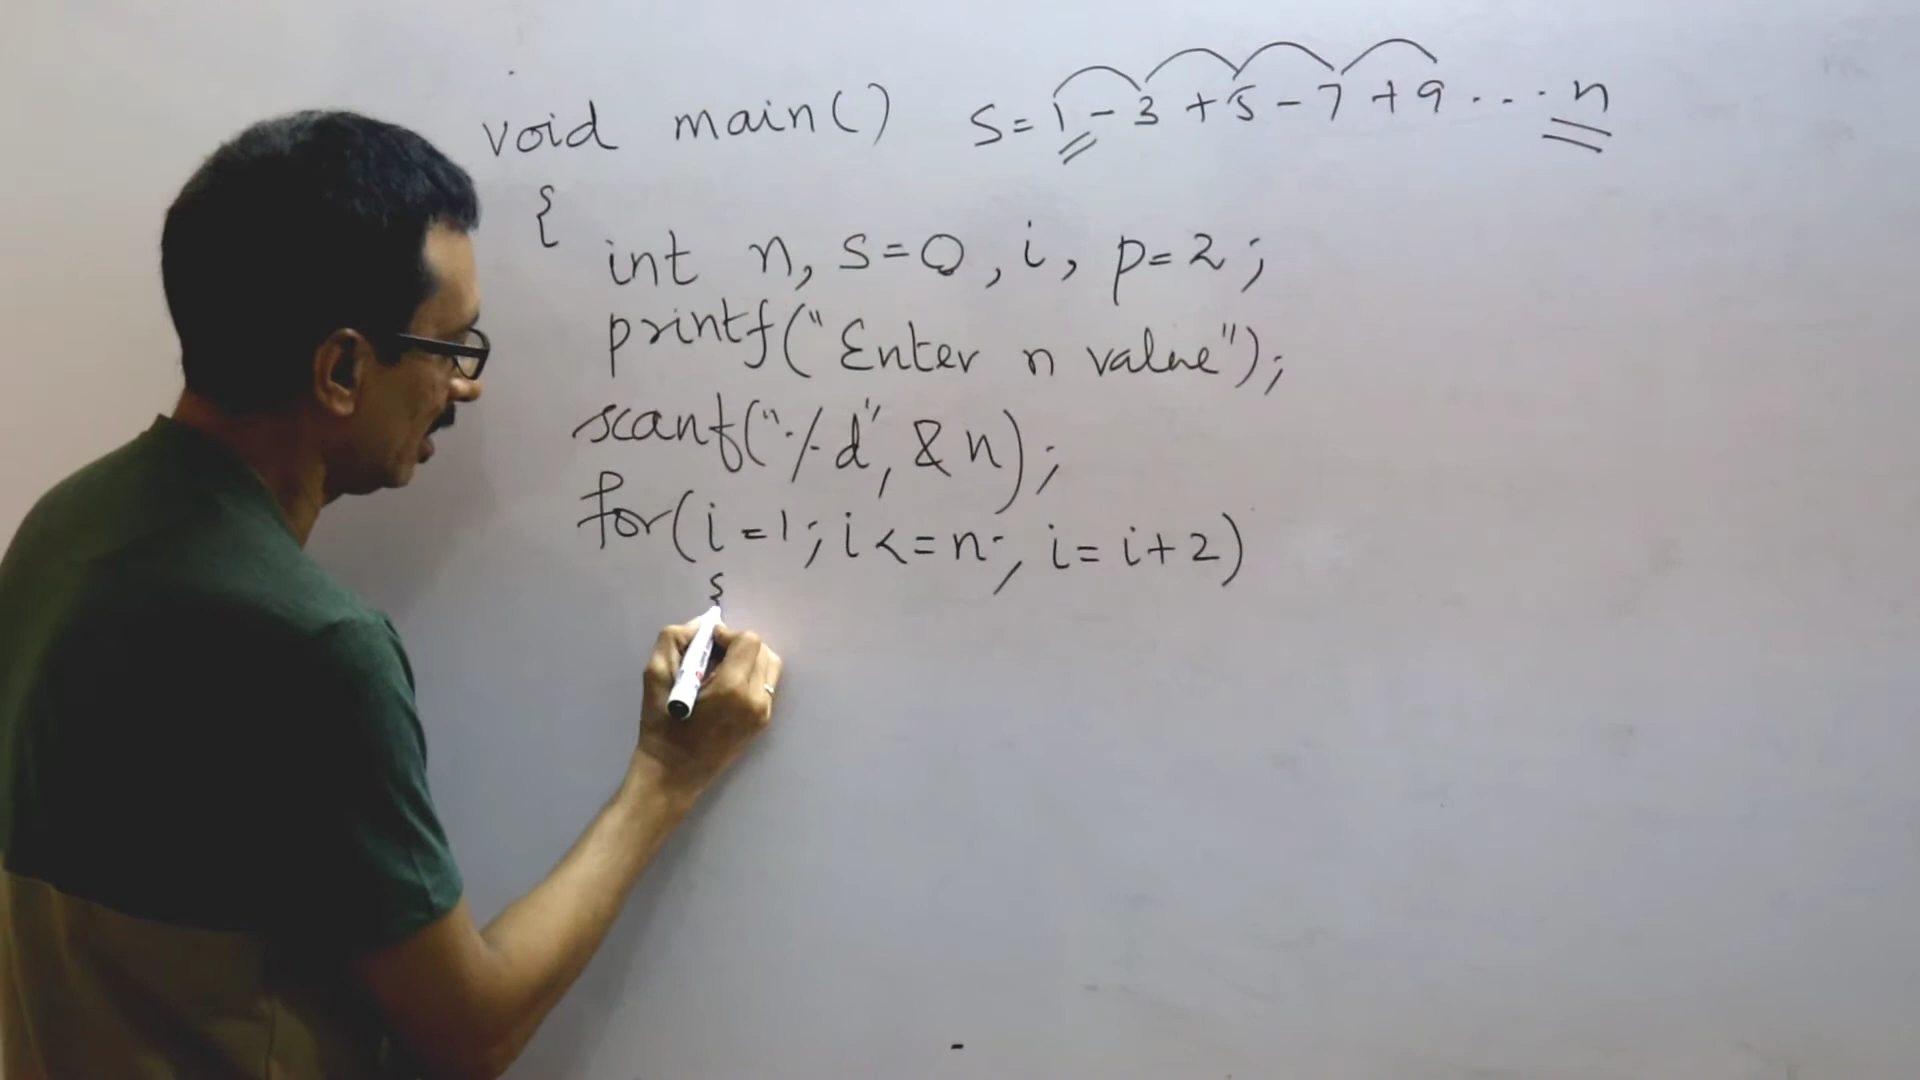 void main() S = 1 - 3 + 5 - 7 + 9 ... n
{
int n, s=0, i, p=2;
printf("Enter n value");
scanf("%d", &n);
for(i=1; i<=n; i=i+2)
{